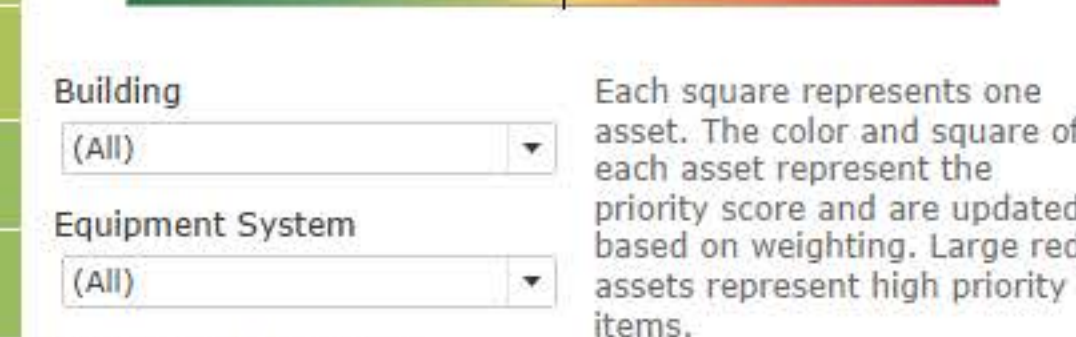 Building
(All)
Equipment System
(All)
Each square represents one
asset. The color and square of
each asset represent the
priority score and are updated
based on weighting. Large red
assets represent high priority
items.